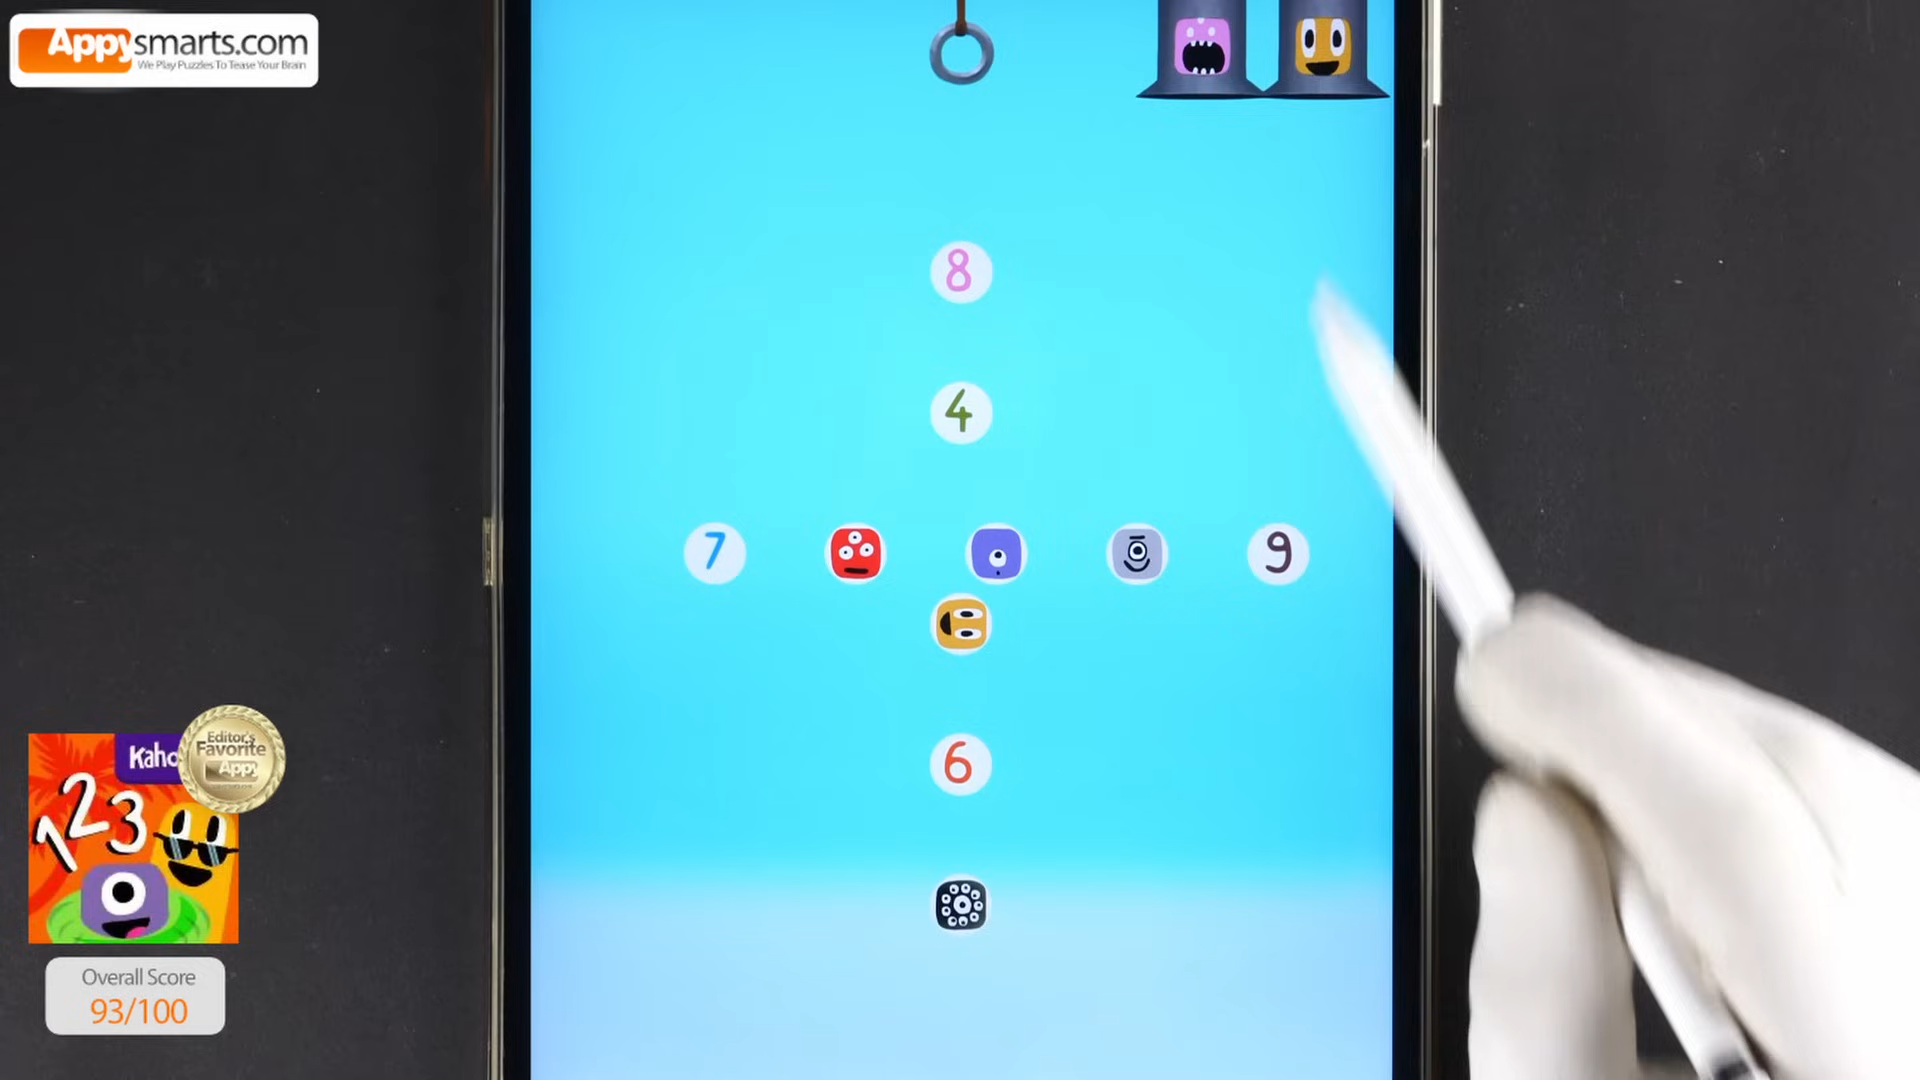 Appysmarts.com
We Play Puzzles To Tease Your Brain
8
4
7
9
6
Kaho
Editor's
Favorite
Appy
123
Overall Score
93/100